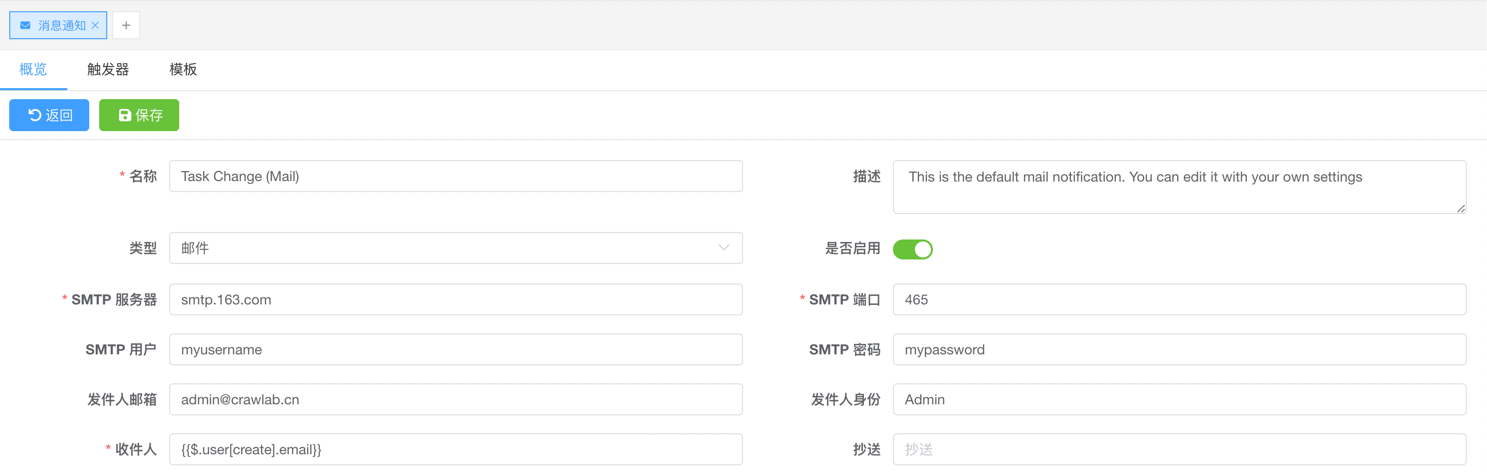 消息通知
概览 触发器 模板
返回 保存
* 名称 Task Change (Mail)
描述 This is the default mail notification. You can edit it with your own settings
类型 邮件
是否启用
* SMTP 服务器 smtp.163.com
* SMTP 端口 465
SMTP 用户 myusername
SMTP 密码 mypassword
发件人邮箱 admin@crawlab.cn
发件人身份 Admin
* 收件人 {{$.user[create].email}}
抄送 抄送